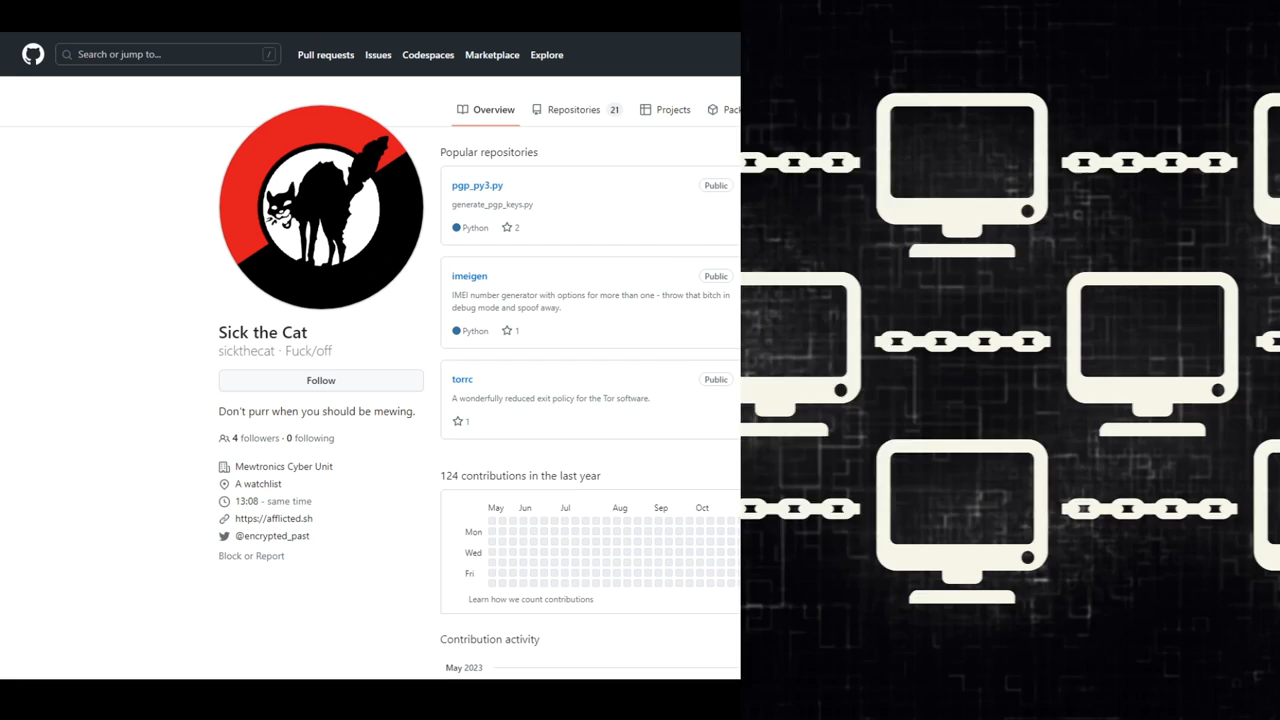 Search or jump to...
/
Pull requests
Issues
Codespaces
Marketplace
Explore
Overview
Repositories 21
Projects
Sick the Cat
sickthecat · Fuck/off
Follow
Don't purr when you should be mewing.
4 followers · 0 following
Mewtronics Cyber Unit
A watchlist
13:08 - same time
https://afflicted.sh
@encrypted_past
Block or Report
Popular repositories
pgp_py3.py
Public
generate_pgp_keys.py
Python
2
imeigen
Public
IMEI number generator with options for more than one - throw that bitch in
debug mode and spoof away.
Python
1
torrc
Public
A wonderfully reduced exit policy for the Tor software.
1
124 contributions in the last year
May Jun Jul Aug Sep Oct
Mon
Wed
Fri
Learn how we count contributions
Contribution activity
May 2023